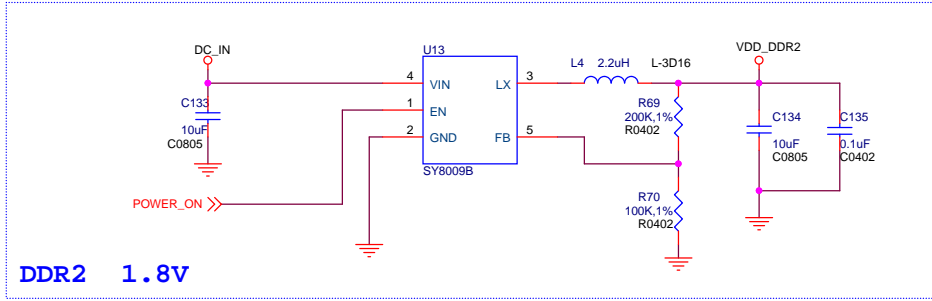 DC_IN
U13
VDD_DDR2
L4 2.2uH L-3D16
4 VIN LX 3
C133
10uF
C0805
1 EN
R69
200K,1%
R0402
C134
10uF
C0805
C135
0.1uF
C0402
2 GND FB 5
SY8009B
POWER_ON
R70
100K,1%
R0402
DDR2 1.8V